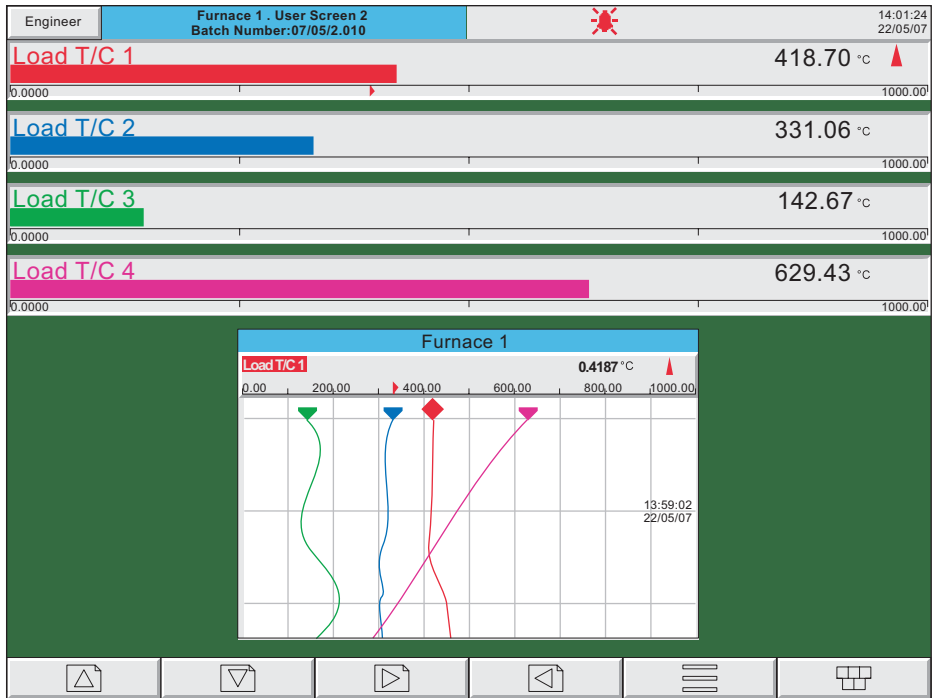 Engineer
Furnace 1 . User Screen 2
Batch Number:07/05/2.010
14:01:24
22/05/07
Load T/C 1
418.70 °C
0.0000 1000.00
Load T/C 2
331.06 °C
0.0000 1000.00
Load T/C 3
142.67 °C
0.0000 1000.00
Load T/C 4
629.43 °C
0.0000 1000.00
Furnace 1
Load T/C 1 0.4187 °C
0.00 200.00 400.00 600.00 800.00 1000.00
13:59:02
22/05/07